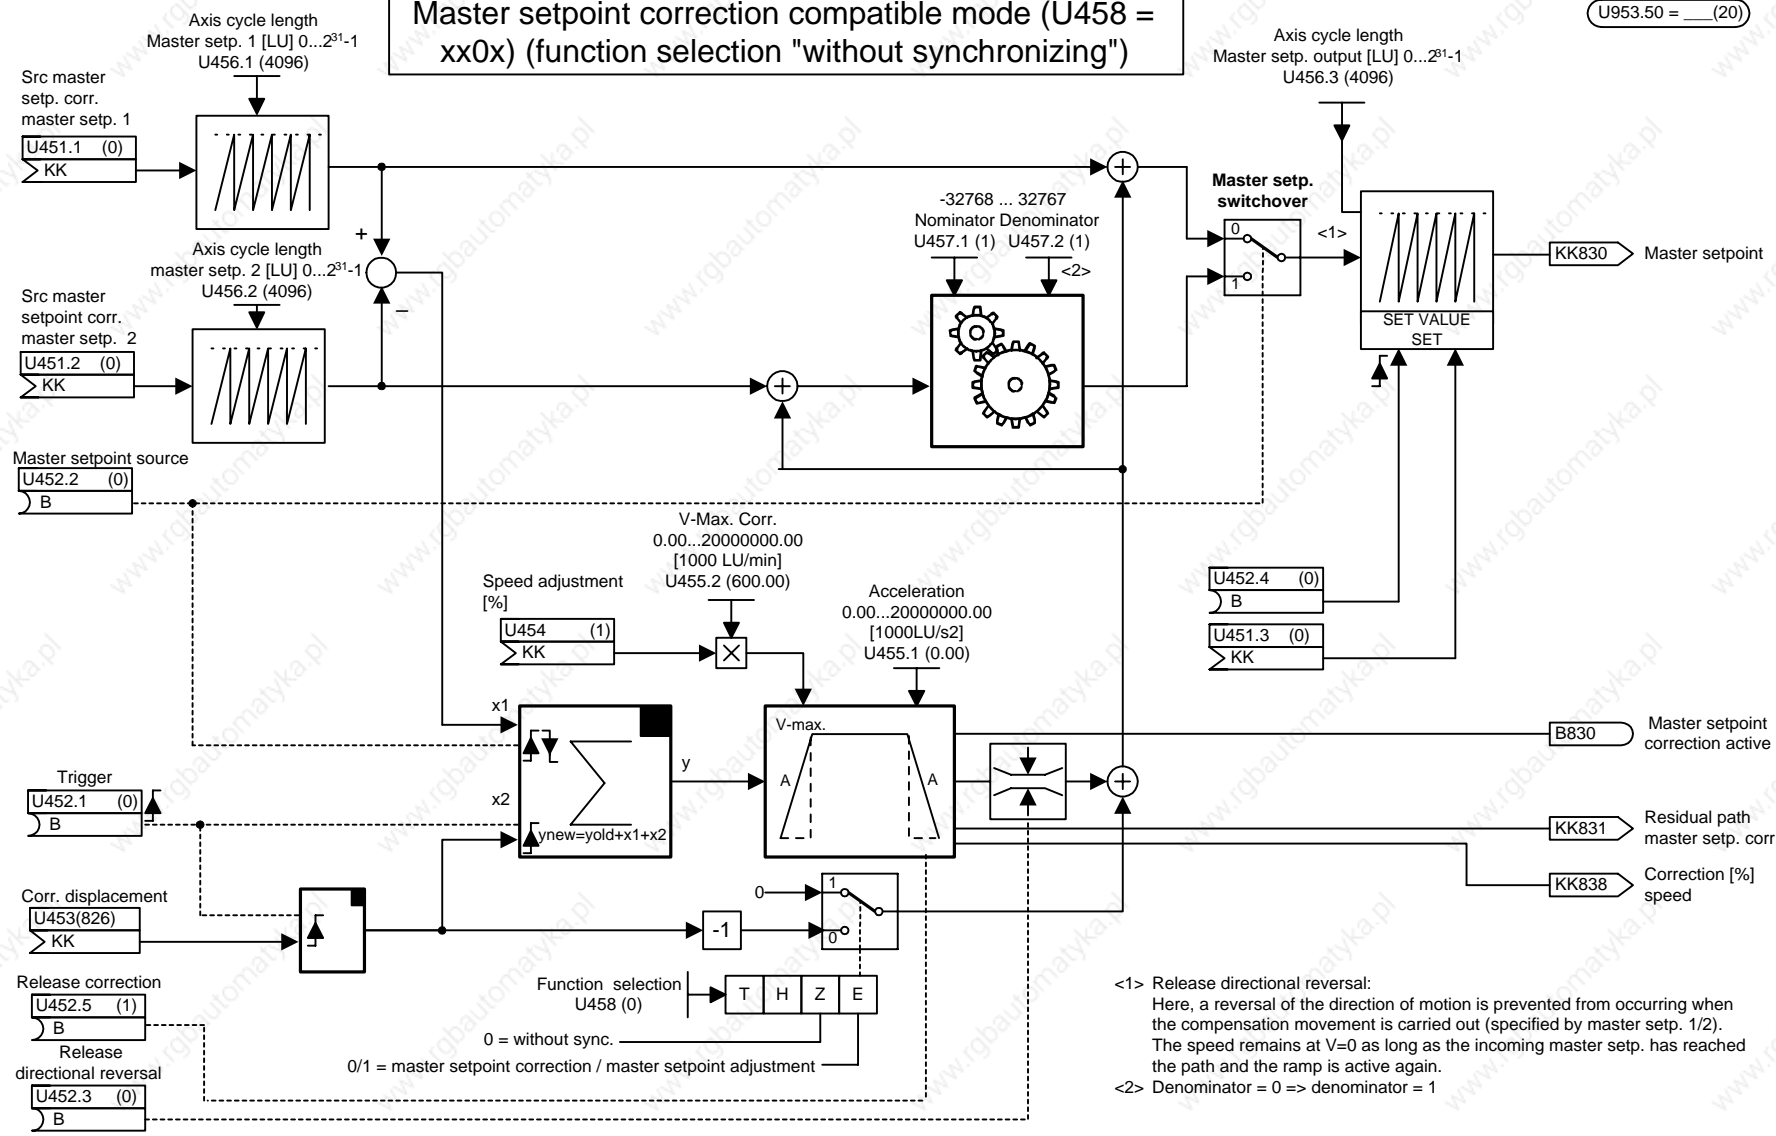 Master setpoint correction compatible mode (U458 =
xx0x) (function selection "without synchronizing")
U953.50 = ___(20)
Axis cycle length
Master setp. 1 [LU] 0...2³¹-1
U456.1 (4096)
Src master
setp. corr.
master setp. 1
U451.1 (0)
KK
Axis cycle length
Master setp. output [LU] 0...2³¹-1
U456.3 (4096)
+
Axis cycle length
master setp. 2 [LU] 0...2³¹-1
U456.2 (4096)
–
Src master
setpoint corr.
master setp. 2
U451.2 (0)
KK
-32768 ... 32767
Nominator Denominator
U457.1 (1) U457.2 (1)
<2>
+
+
Master setp.
switchover
0
1
<1>
SET VALUE
SET
KK830
Master setpoint
Master setpoint source
U452.2 (0)
B
V-Max. Corr.
0.00...20000000.00
[1000 LU/min]
U455.2 (600.00)
Speed adjustment
[%]
U454 (1)
KK
×
Acceleration
0.00...20000000.00
[1000LU/s2]
U455.1 (0.00)
U452.4 (0)
B
U451.3 (0)
KK
x1
x2
ynew=yold+x1+x2
y
V-max.
A
A
+
B830
Master setpoint
correction active
Trigger
U452.1 (0)
B
KK831
Residual path
master setp. corr
KK838
Correction [%]
speed
Corr. displacement
U453(826)
KK
-1
0
1
0
Function selection
U458 (0)
T H Z E
0 = without sync.
0/1 = master setpoint correction / master setpoint adjustment
Release correction
U452.5 (1)
B
Release
directional reversal
U452.3 (0)
B
<1> Release directional reversal:
Here, a reversal of the direction of motion is prevented from occurring when
the compensation movement is carried out (specified by master setp. 1/2).
The speed remains at V=0 as long as the incoming master setp. has reached
the path and the ramp is active again.
<2> Denominator = 0 => denominator = 1
www.rgbautomatyka.pl